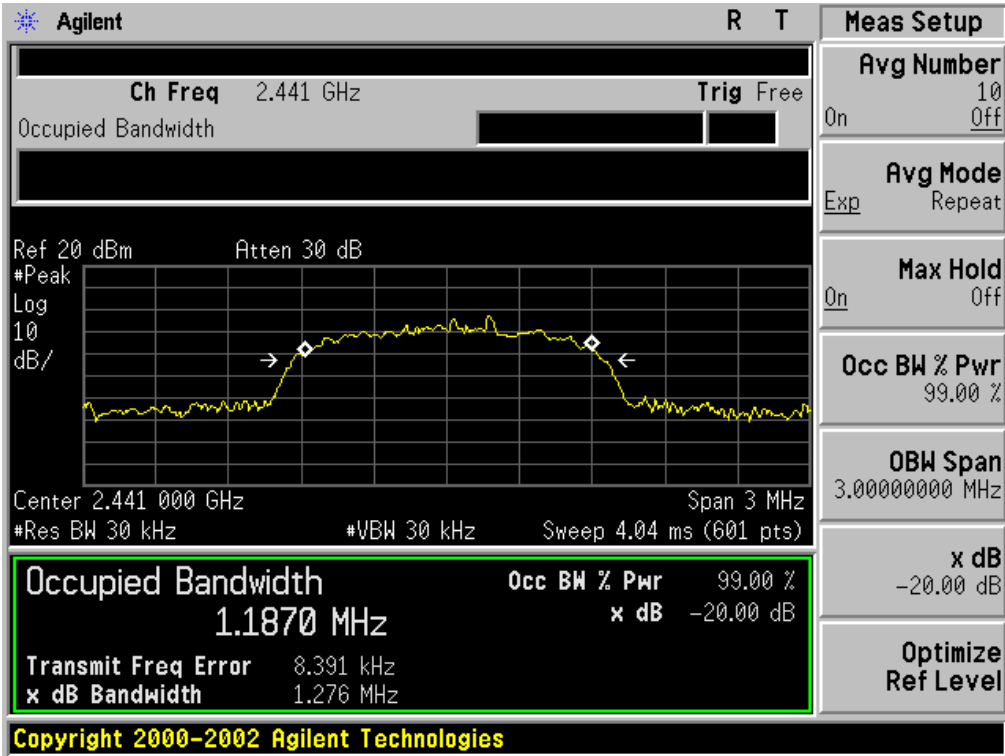 Agilent R T
Ch Freq 2.441 GHz Trig Free
Occupied Bandwidth
Ref 20 dBm Atten 30 dB
#Peak
Log
10
dB/
Center 2.441 000 GHz Span 3 MHz
#Res BW 30 kHz #VBW 30 kHz Sweep 4.04 ms (601 pts)
Occupied Bandwidth Occ BW % Pwr 99.00 %
1.1870 MHz x dB -20.00 dB
Transmit Freq Error 8.391 kHz
x dB Bandwidth 1.276 MHz
Copyright 2000-2002 Agilent Technologies
Meas Setup
Avg Number
10
On Off
Avg Mode
Exp Repeat
Max Hold
On Off
Occ BW % Pwr
99.00 %
OBW Span
3.00000000 MHz
x dB
-20.00 dB
Optimize
Ref Level